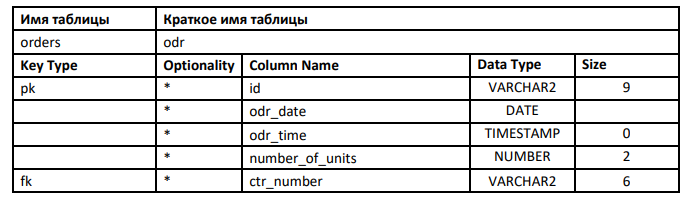 Имя таблицы Краткое имя таблицы
orders odr
Key Type Optionality Column Name Data Type Size
pk * id VARCHAR2 9
* odr_date DATE
* odr_time TIMESTAMP 0
* number_of_units NUMBER 2
fk * ctr_number VARCHAR2 6